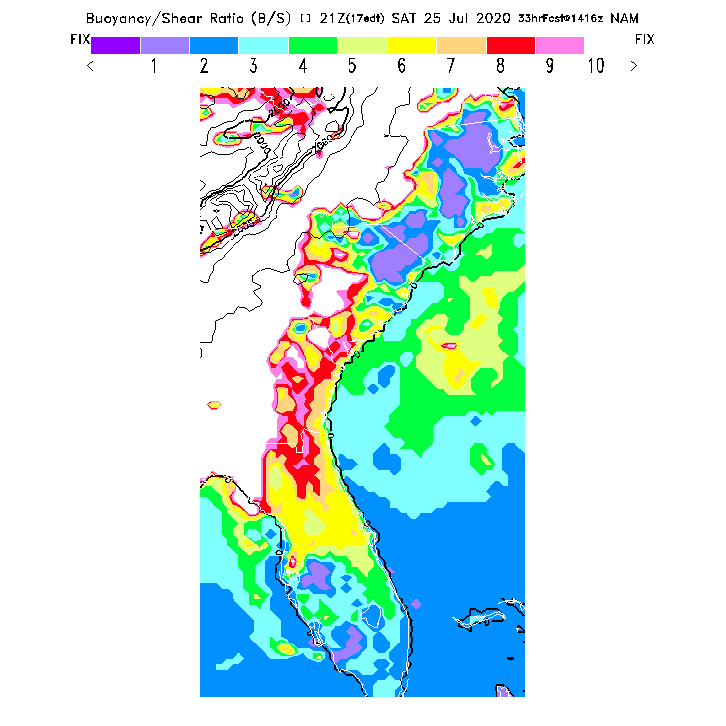 Buoyancy/Shear Ratio (B/S) [] 21Z(17edt) SAT 25 Jul 2020 33hrFcst@1416z NAM
FIX FIX
< 1 2 3 4 5 6 7 8 9 10 >
2000